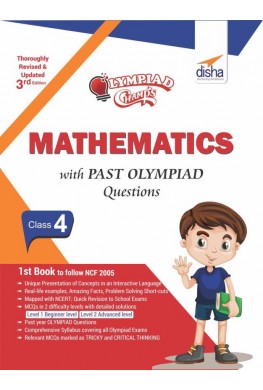 Thoroughly
Revised &
Updated
3rd Edition
OLYMPIAD
CHAMPS
disha
MATHEMATICS
with PAST OLYMPIAD
Questions
Class 4
1st Book to follow NCF 2005
• Unique Presentation of Concepts in an Interactive Language
• Real-life examples, Amazing Facts, Problem Solving Short-cuts
• Mapped with NCERT; Quick Revision to School Exams
• MCQs in 2 difficulty levels with detailed solutions
Level 1 Beginner level Level 2 Advanced level
• Past year OLYMPIAD Questions
• Comprehensive Syllabus covering all Olympiad Exams
• Relevant MCQs marked as TRICKY and CRITICAL THINKING